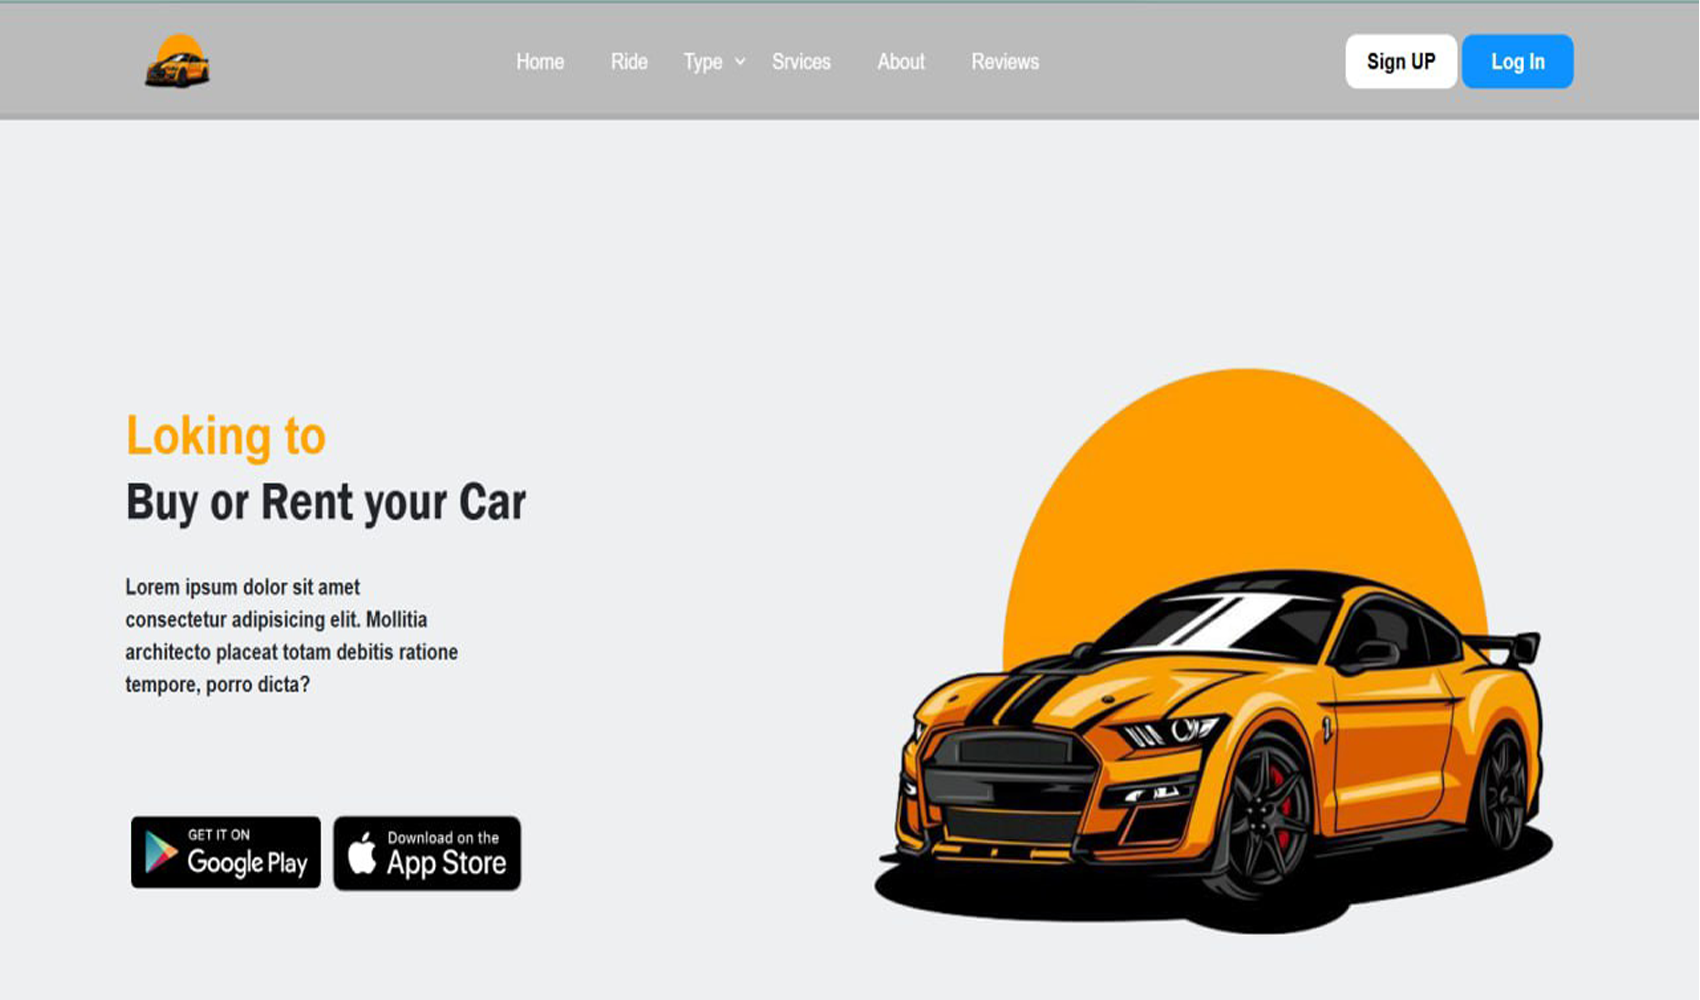 Home Ride Type Srvices About Reviews Sign UP Log In
Loking to
Buy or Rent your Car
Lorem ipsum dolor sit amet
consectetur adipisicing elit. Mollitia
architecto placeat totam debitis ratione
tempore, porro dicta?
GET IT ON
Google Play
Download on the
App Store